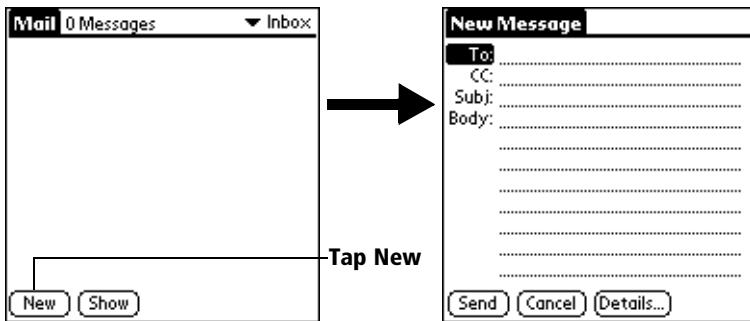 Mail 0 Messages Inbox
Tap New
New Show
New Message
To:
CC:
Subj:
Body:
Send Cancel Details...